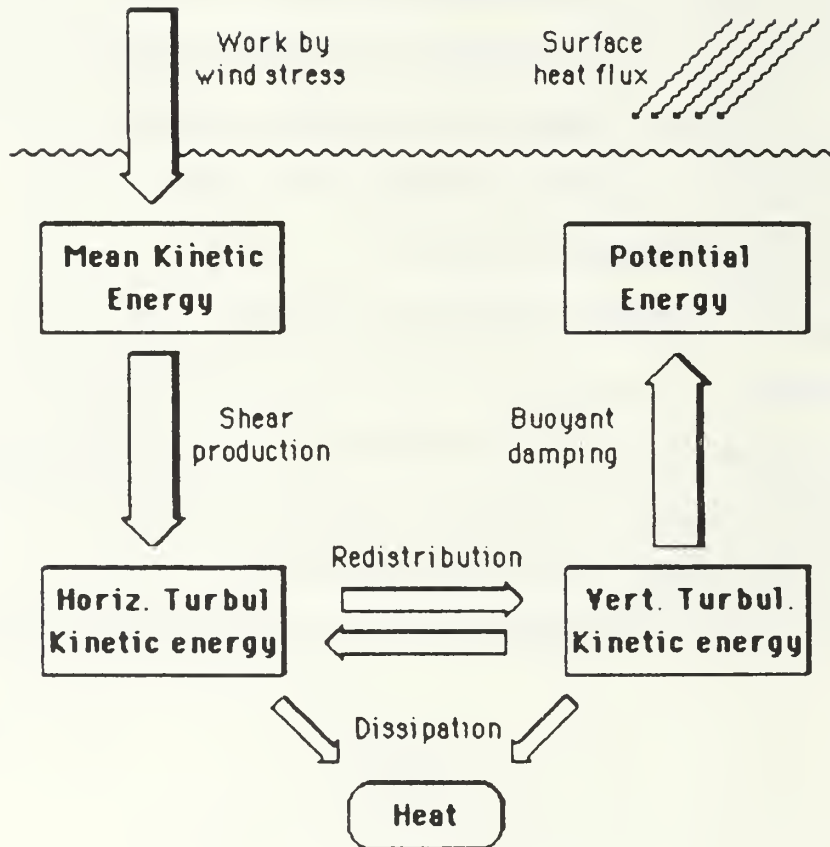 Work by
wind stress
Surface
heat flux
Mean Kinetic
Energy
Potential
Energy
Shear
production
Buoyant
damping
Redistribution
Horiz. Turbul
Kinetic energy
Vert. Turbul.
Kinetic energy
Dissipation
Heat